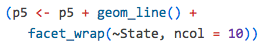 (p5 <- p5 + geom_line() +
facet_wrap(~State, ncol = 10))